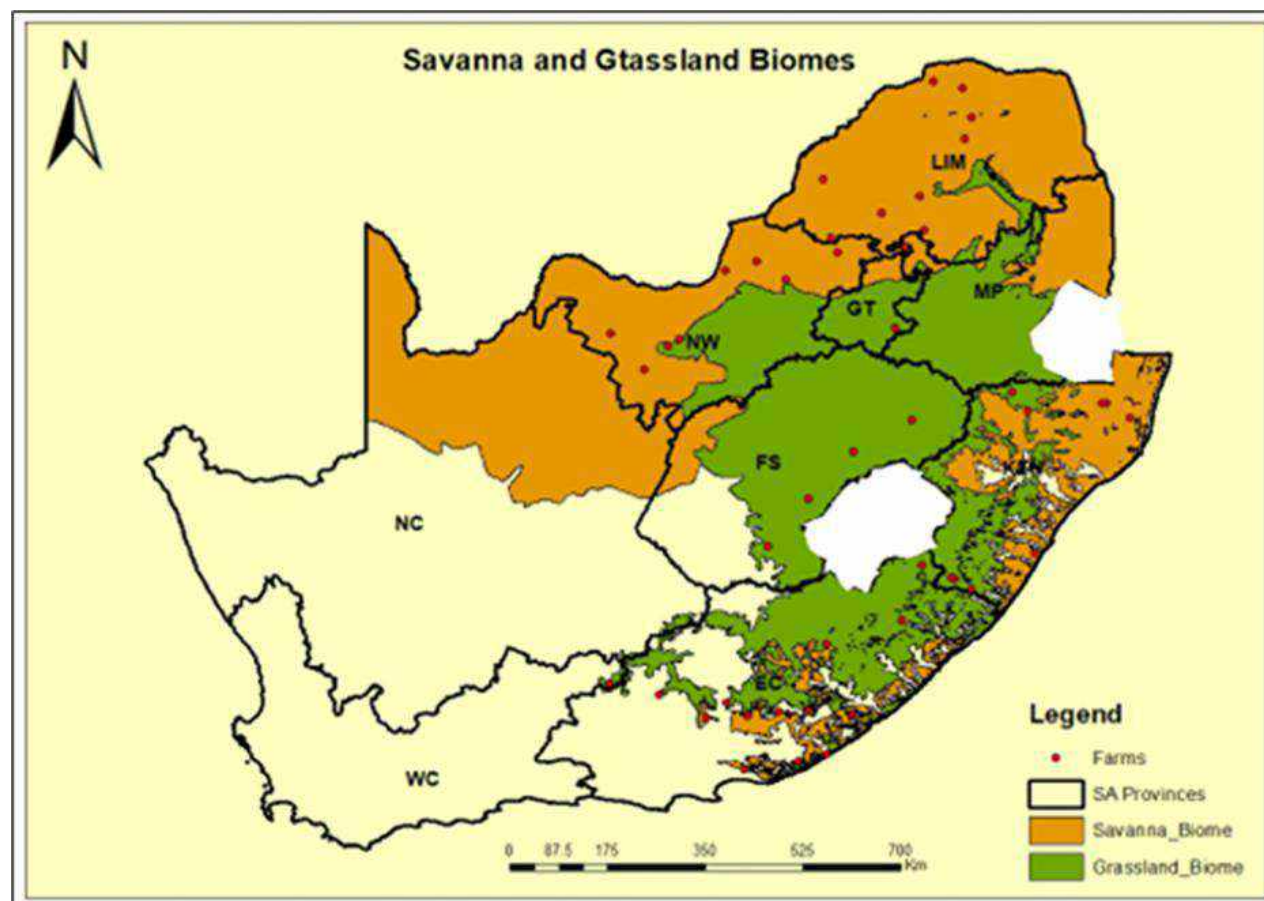 N
Savanna and Gtassland Biomes
LIM
MP
GT
NW
FS
KZN
NC
EC
WC
Legend
Farms
SA Provinces
Savanna_Biome
Grassland_Biome
0 87.5 175 350 525 700
Km